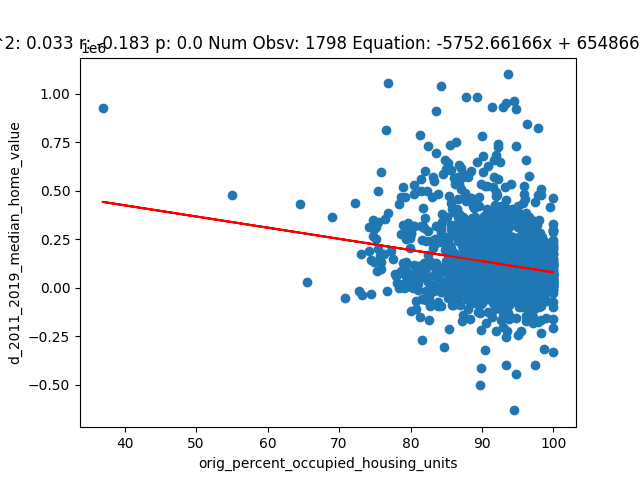 ^2: 0.033 r: -0.183 p: 0.0 Num Obsv: 1798 Equation: -5752.66166x + 654866
1e6
1.00
0.75
0.50
0.25
0.00
−0.25
−0.50
d_2011_2019_median_home_value
40 50 60 70 80 90 100
orig_percent_occupied_housing_units